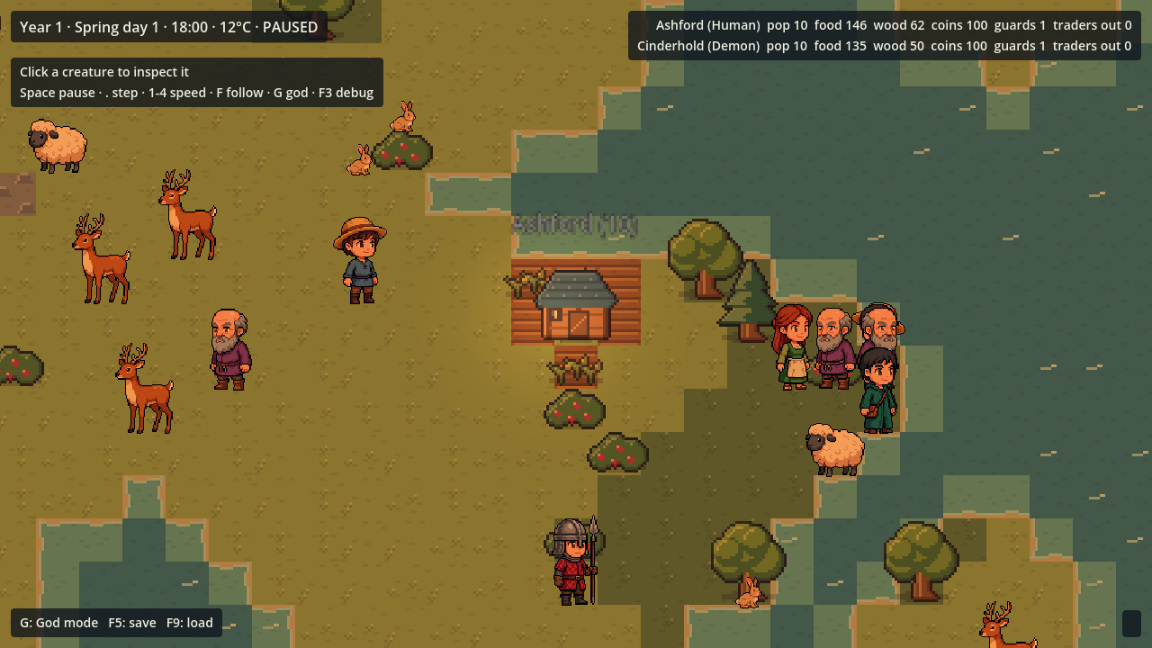 Year 1 · Spring day 1 · 18:00 · 12°C · PAUSED
Ashford (Human) pop 10 food 146 wood 62 coins 100 guards 1 traders out 0
Cinderhold (Demon) pop 10 food 135 wood 50 coins 100 guards 1 traders out 0
Click a creature to inspect it
Space pause · . step · 1-4 speed · F follow · G god · F3 debug
Ashford (10)
G: God mode F5: save F9: load